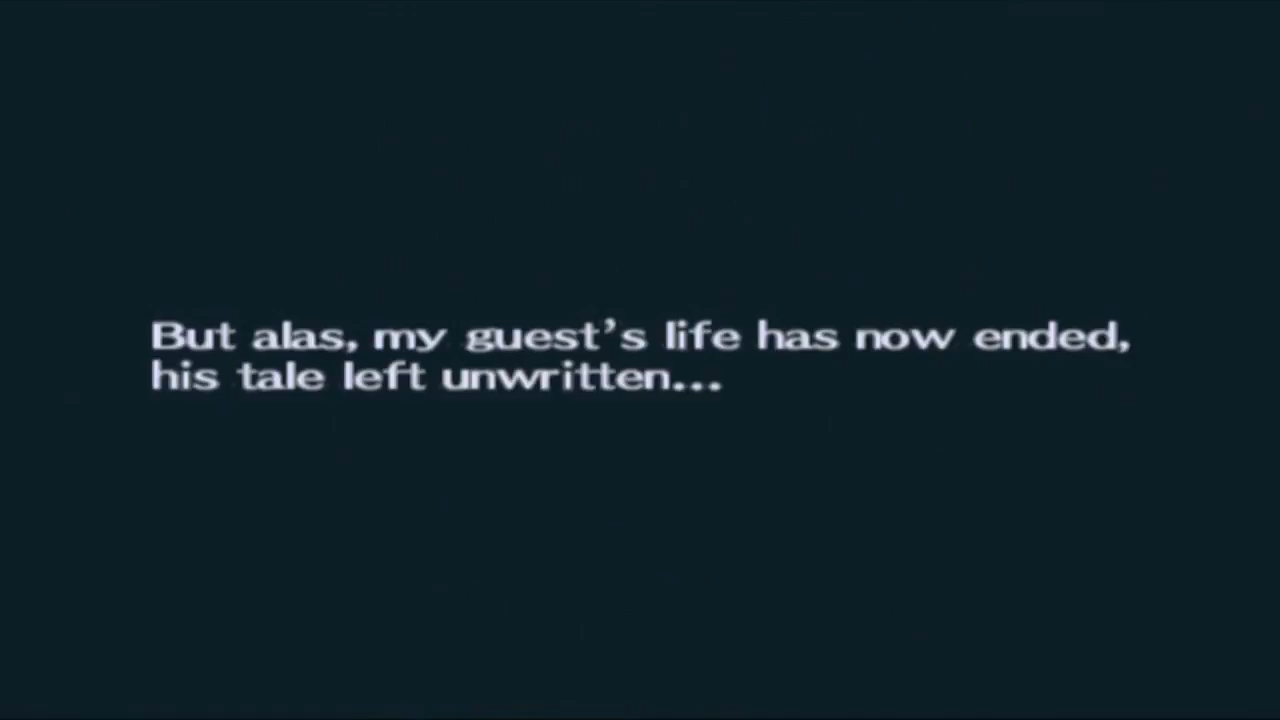 But alas, my guest’s life has now ended,
his tale left unwritten...